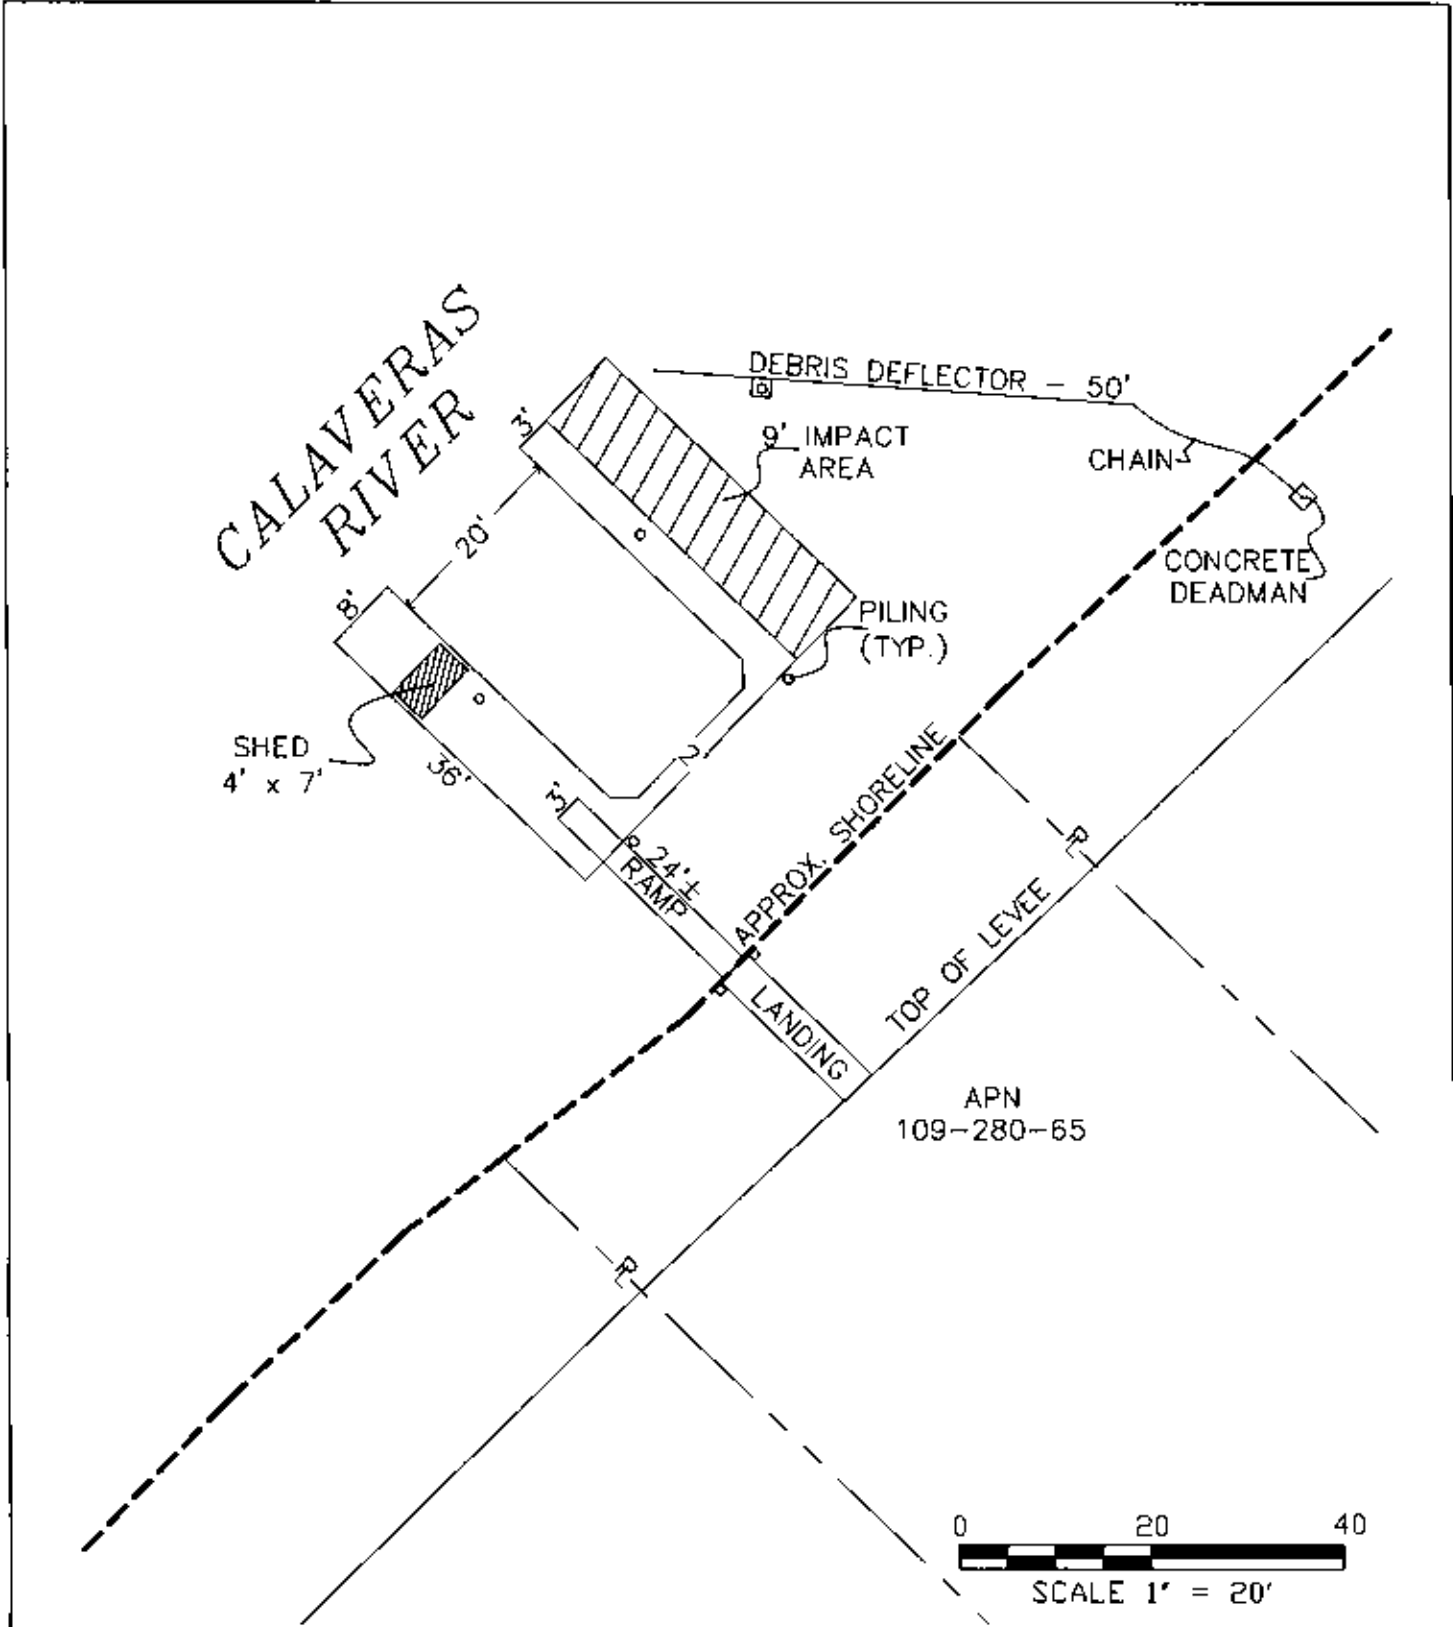 CALAVERAS
RIVER
DEBRIS DEFLECTOR - 50'
3'
9' IMPACT
AREA
CHAIN
20'
CONCRETE
DEADMAN
8'
PILING
(TYP.)
SHED
4' x 7'
36'
2'
3'
24'±
RAMP
APPROX. SHORELINE
PL
TOP OF LEVEE
LANDING
APN
109-280-65
PL
0 20 40
SCALE 1' = 20'